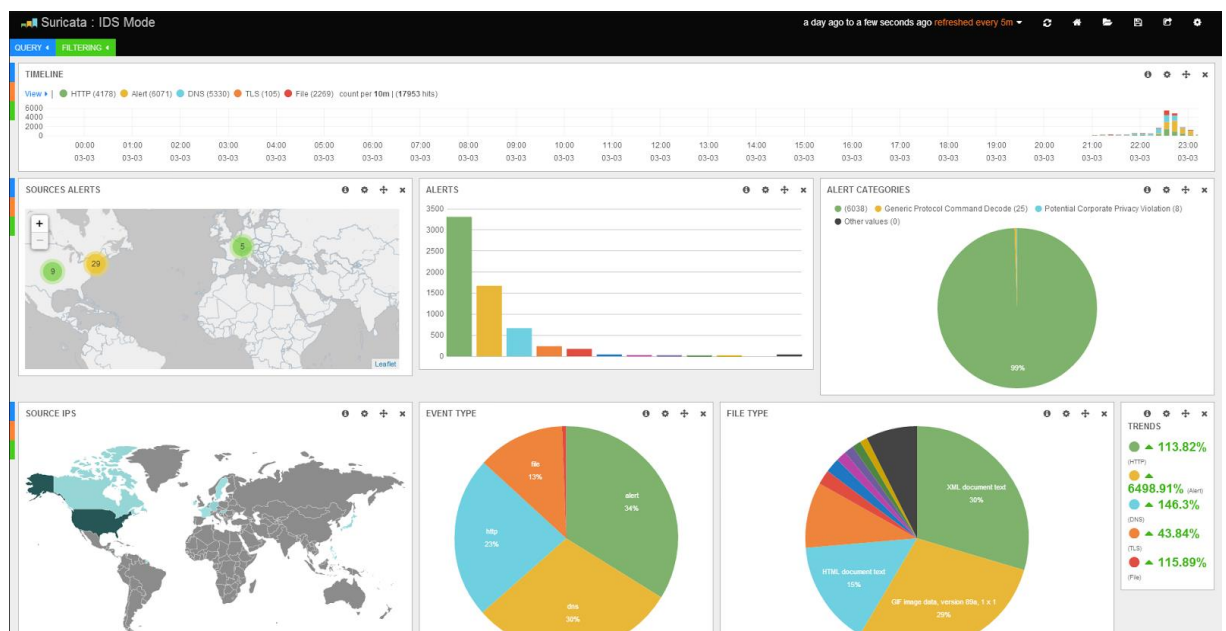 Suricata : IDS Mode
a day ago to a few seconds ago refreshed every 5m
QUERY
FILTERING
TIMELINE
View | HTTP (4178) Alert (6071) DNS (5330) TLS (105) File (2269) count per 10m | (17953 hits)
6000
4000
2000
0
00:00 01:00 02:00 03:00 04:00 05:00 06:00 07:00 08:00 09:00 10:00 11:00 12:00 13:00 14:00 15:00 16:00 17:00 18:00 19:00 20:00 21:00 22:00 23:00
03-03 03-03 03-03 03-03 03-03 03-03 03-03 03-03 03-03 03-03 03-03 03-03 03-03 03-03 03-03 03-03 03-03 03-03 03-03 03-03 03-03 03-03 03-03 03-03
SOURCES ALERTS
+
−
9
29
5
Leaflet
ALERTS
3500
3000
2500
2000
1500
1000
500
0
ALERT CATEGORIES
(6038) Generic Protocol Command Decode (25) Potential Corporate Privacy Violation (8)
Other values (0)
99%
SOURCE IPS
EVENT TYPE
file
13%
alert
34%
http
23%
dns
30%
FILE TYPE
XML document text
30%
HTML document text
15%
GIF image data, version 89a, 1 x 1
29%
TRENDS
113.82%
(HTTP)
6498.91% (Alert)
146.3%
(DNS)
43.84%
(TLS)
115.89%
(File)